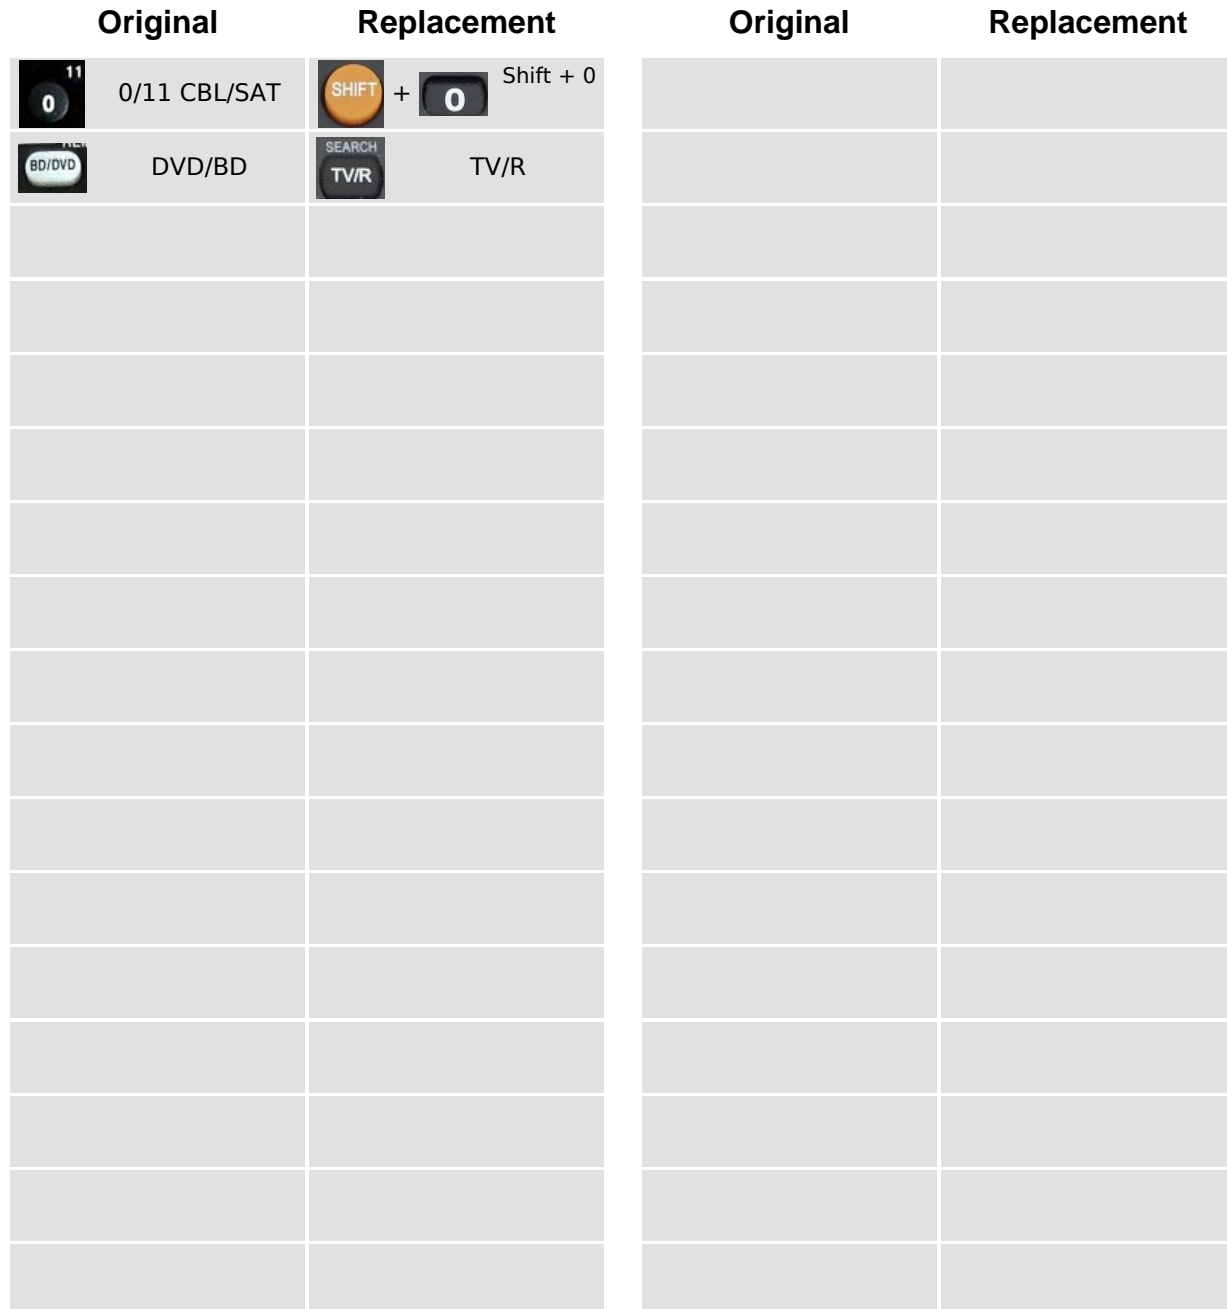 Original Replacement Original Replacement
11
0 0/11 CBL/SAT SHIFT + 0 Shift + 0
BD/DVD DVD/BD SEARCH
TV/R TV/R